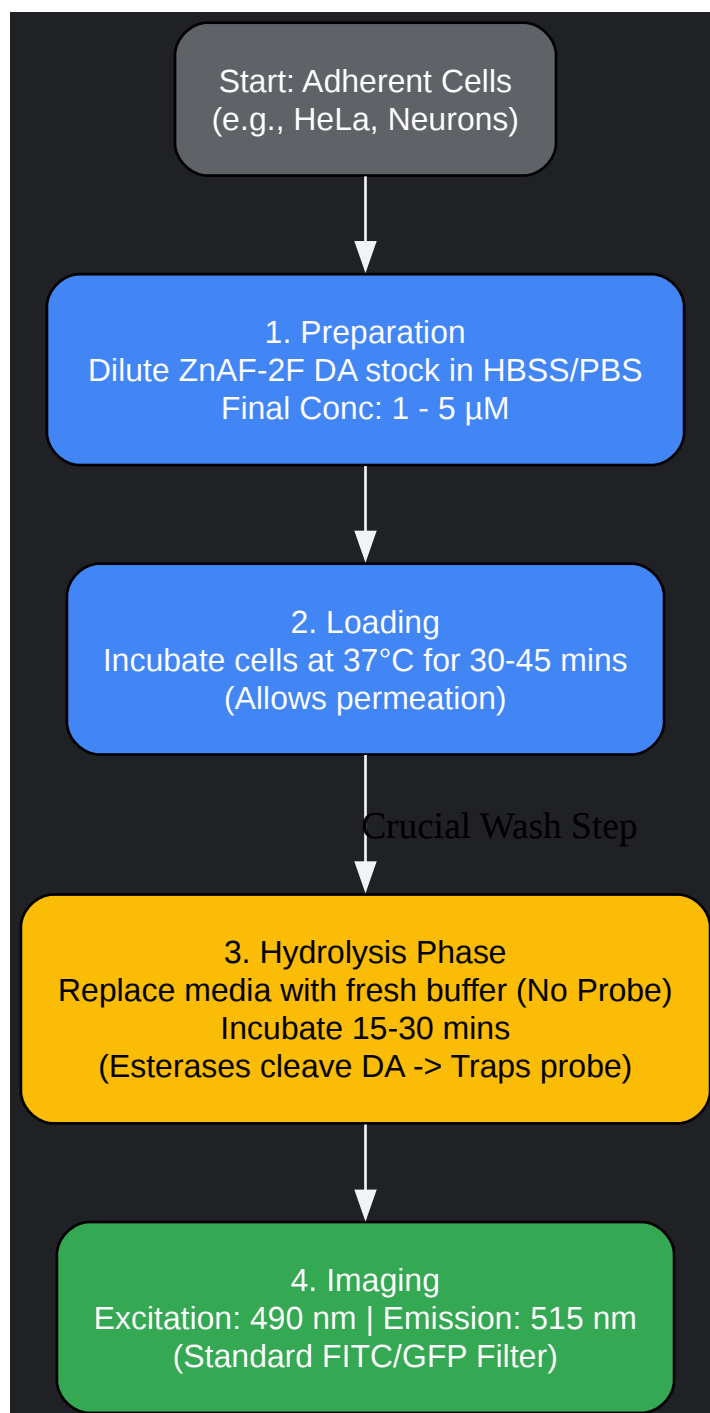 Start: Adherent Cells
(e.g., HeLa, Neurons)
1. Preparation
Dilute ZnAF-2F DA stock in HBSS/PBS
Final Conc: 1 - 5 µM
2. Loading
Incubate cells at 37°C for 30-45 mins
(Allows permeation)
Crucial Wash Step
3. Hydrolysis Phase
Replace media with fresh buffer (No Probe)
Incubate 15-30 mins
(Esterases cleave DA -> Traps probe)
4. Imaging
Excitation: 490 nm | Emission: 515 nm
(Standard FITC/GFP Filter)